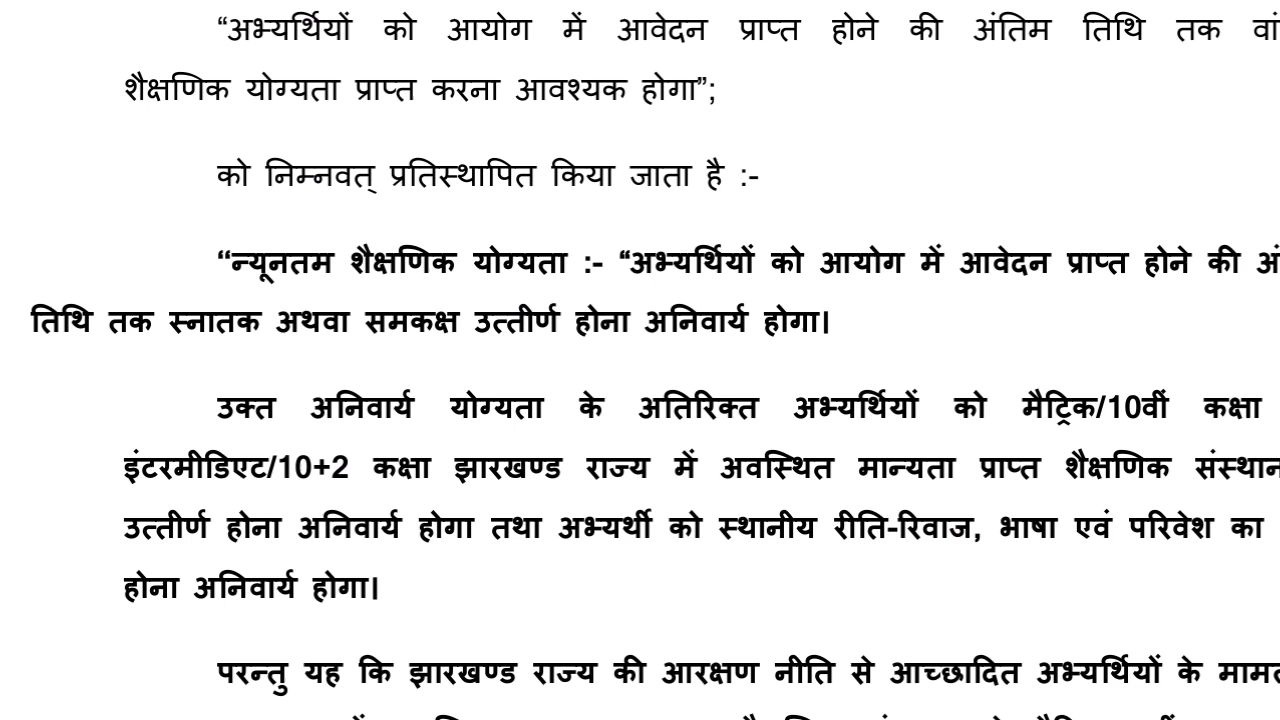 “अभ्यर्थियों को आयोग में आवेदन प्राप्त होने की अंतिम तिथि तक
शैक्षणिक योग्यता प्राप्त करना आवश्यक होगा”;
को निम्नवत् प्रतिस्थापित किया जाता है :-
“न्यूनतम शैक्षणिक योग्यता :- “अभ्यर्थियों को आयोग में आवेदन प्राप्त होने की
तिथि तक स्नातक अथवा समकक्ष उत्तीर्ण होना अनिवार्य होगा।
उक्त अनिवार्य योग्यता के अतिरिक्त अभ्यर्थियों को मैट्रिक/10वीं कक्षा
इंटरमीडिएट/10+2 कक्षा झारखण्ड राज्य में अवस्थित मान्यता प्राप्त शैक्षणिक संस्थान
उत्तीर्ण होना अनिवार्य होगा तथा अभ्यर्थी को स्थानीय रीति-रिवाज, भाषा एवं परिवेश का
होना अनिवार्य होगा।
परन्तु यह कि झारखण्ड राज्य की आरक्षण नीति से आच्छादित अभ्यर्थियों के